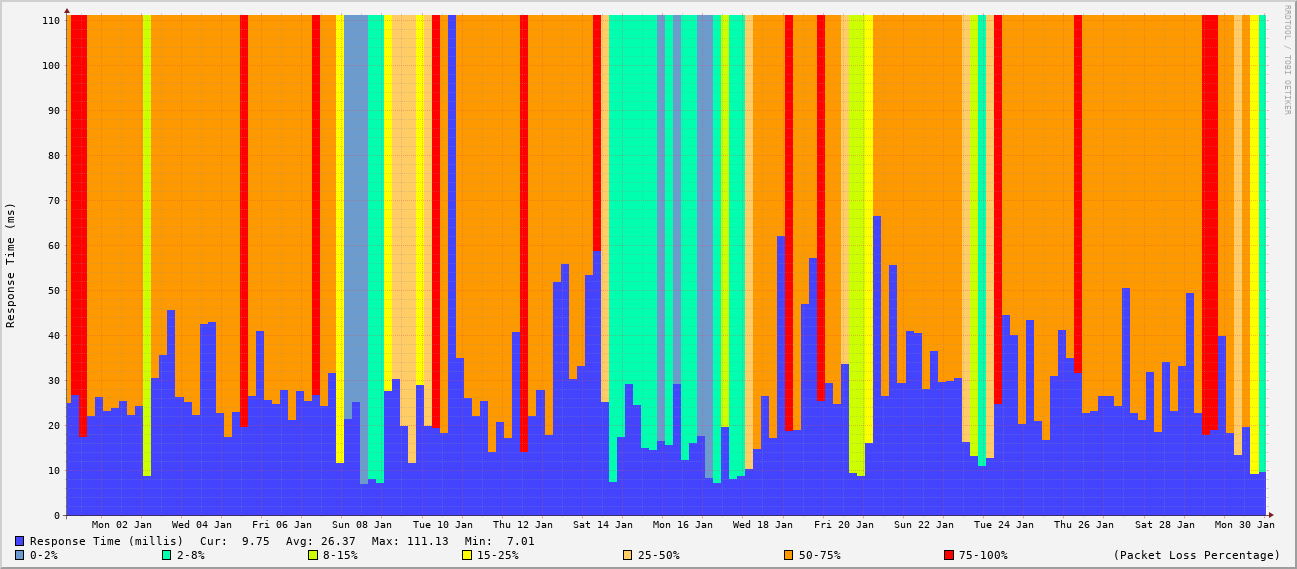 110
100
90
80
70
60
50
40
30
20
10
0
Response Time (ms)
RRDTOOL / TOBI OETIKER
Mon 02 Jan Wed 04 Jan Fri 06 Jan Sun 08 Jan Tue 10 Jan Thu 12 Jan Sat 14 Jan Mon 16 Jan Wed 18 Jan Fri 20 Jan Sun 22 Jan Tue 24 Jan Thu 26 Jan Sat 28 Jan Mon 30 Jan
Response Time (millis) Cur: 9.75 Avg: 26.37 Max: 111.13 Min: 7.01
0-2% 2-8% 8-15% 15-25% 25-50% 50-75% 75-100% (Packet Loss Percentage)